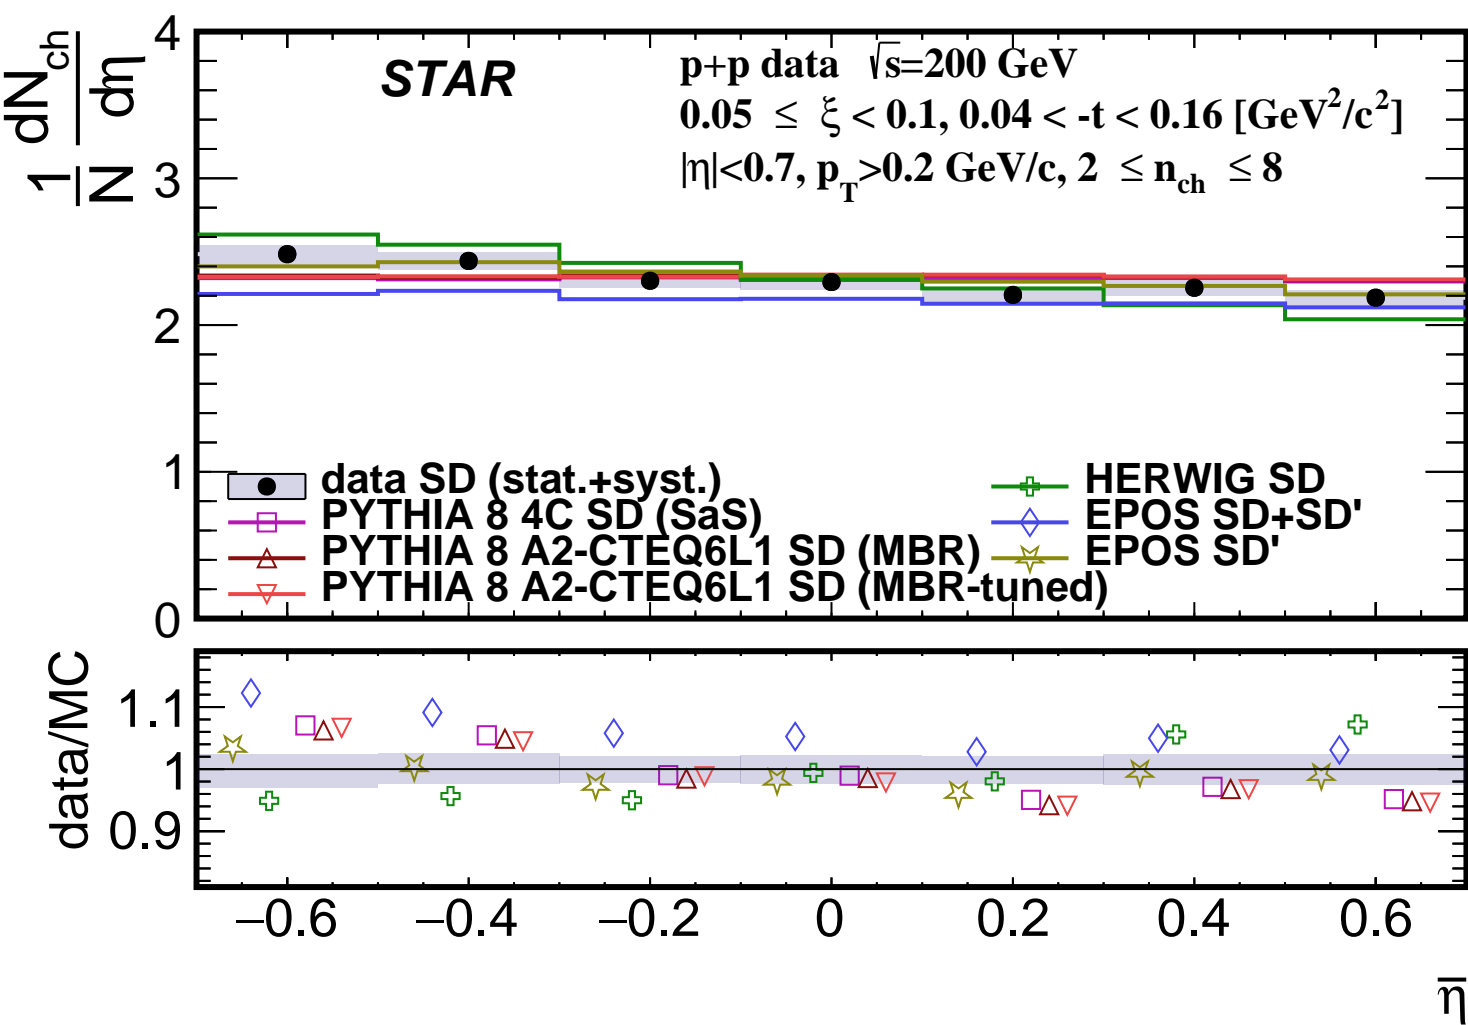 1/N dN_ch/dη
4
3
2
1
0
STAR
p+p data √s=200 GeV
0.05 ≤ ξ < 0.1, 0.04 < -t < 0.16 [GeV²/c²]
|η|<0.7, p_T>0.2 GeV/c, 2 ≤ n_ch ≤ 8
data SD (stat.+syst.)
PYTHIA 8 4C SD (SaS)
PYTHIA 8 A2-CTEQ6L1 SD (MBR)
PYTHIA 8 A2-CTEQ6L1 SD (MBR-tuned)
HERWIG SD
EPOS SD+SD'
EPOS SD'
data/MC
1.1
1
0.9
−0.6 −0.4 −0.2 0 0.2 0.4 0.6
η̅